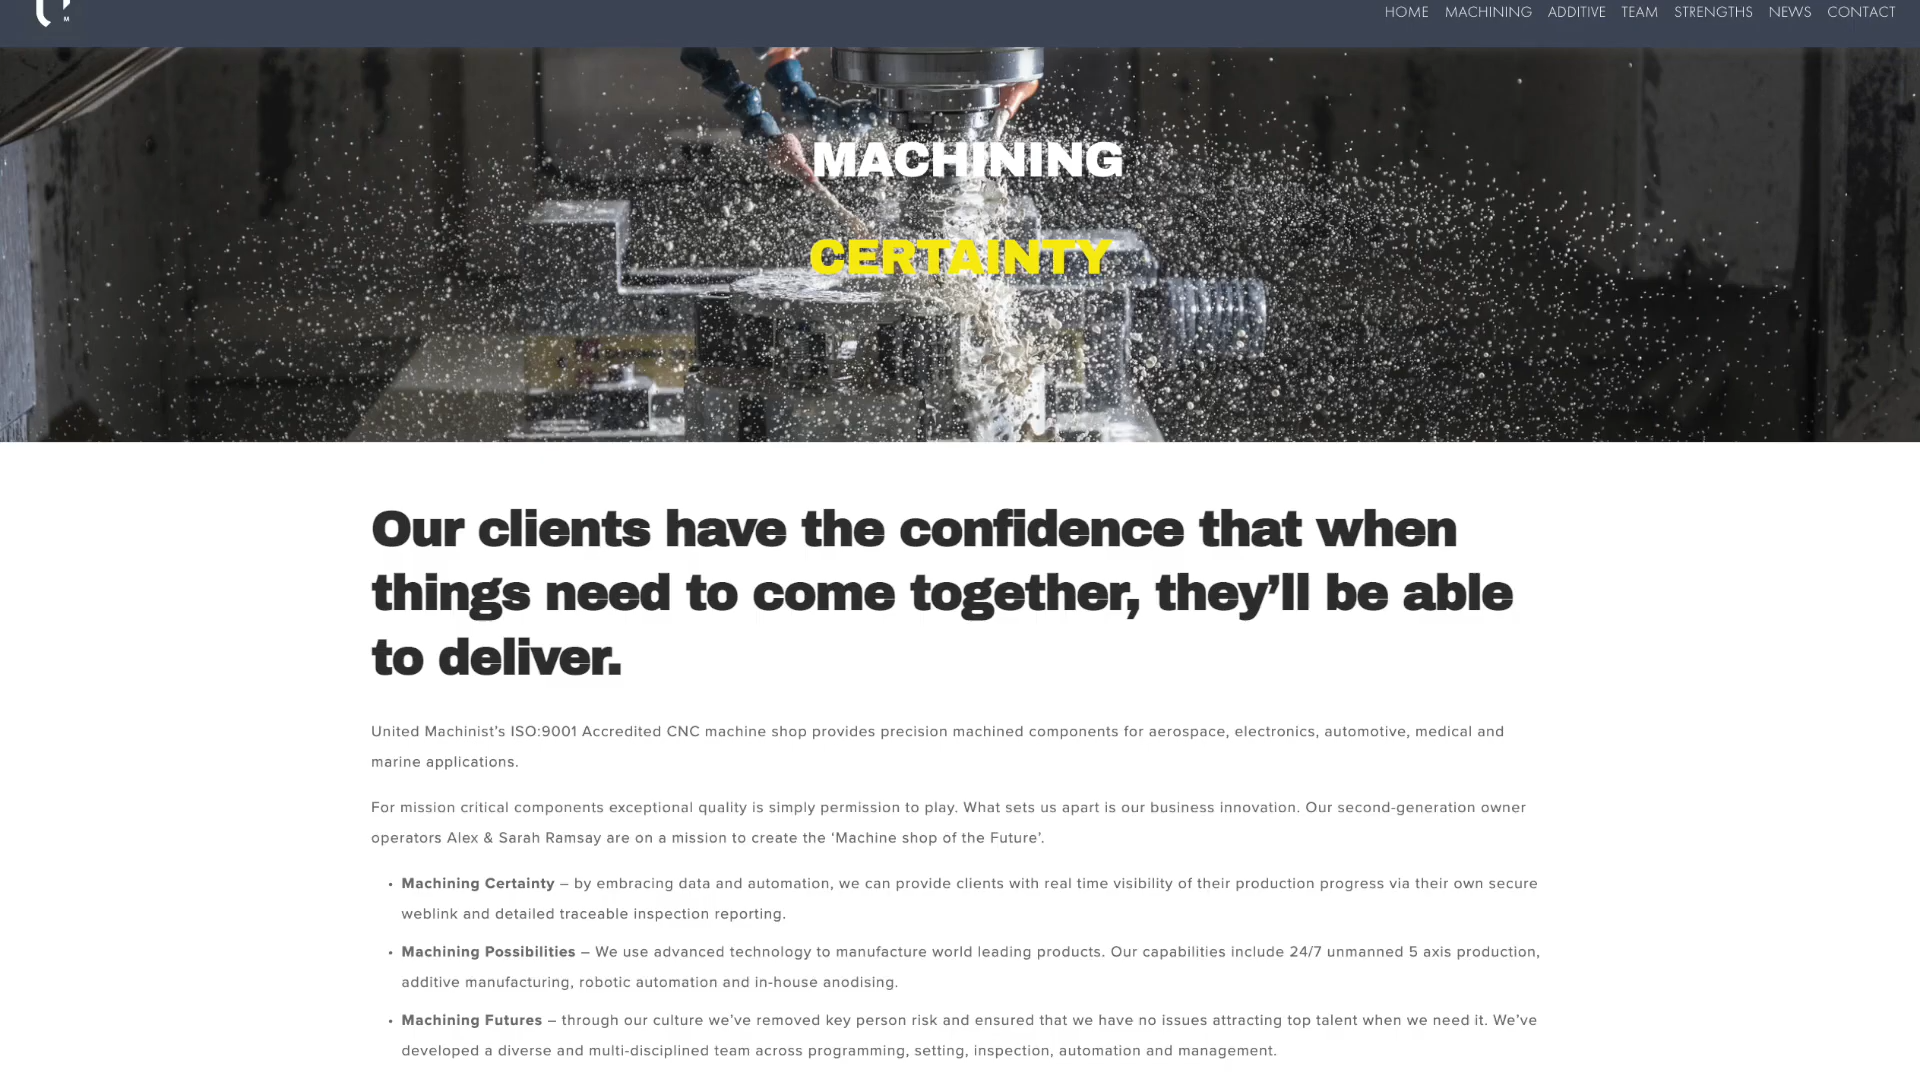 M
HOME MACHINING ADDITIVE TEAM STRENGTHS NEWS CONTACT
MACHINING
CERTAINTY
Our clients have the confidence that when
things need to come together, they’ll be able
to deliver.
United Machinist’s ISO:9001 Accredited CNC machine shop provides precision machined components for aerospace, electronics, automotive, medical and
marine applications.
For mission critical components exceptional quality is simply permission to play. What sets us apart is our business innovation. Our second-generation owner
operators Alex & Sarah Ramsay are on a mission to create the ‘Machine shop of the Future’.
• Machining Certainty – by embracing data and automation, we can provide clients with real time visibility of their production progress via their own secure
weblink and detailed traceable inspection reporting.
• Machining Possibilities – We use advanced technology to manufacture world leading products. Our capabilities include 24/7 unmanned 5 axis production,
additive manufacturing, robotic automation and in-house anodising.
• Machining Futures – through our culture we’ve removed key person risk and ensured that we have no issues attracting top talent when we need it. We’ve
developed a diverse and multi-disciplined team across programming, setting, inspection, automation and management.